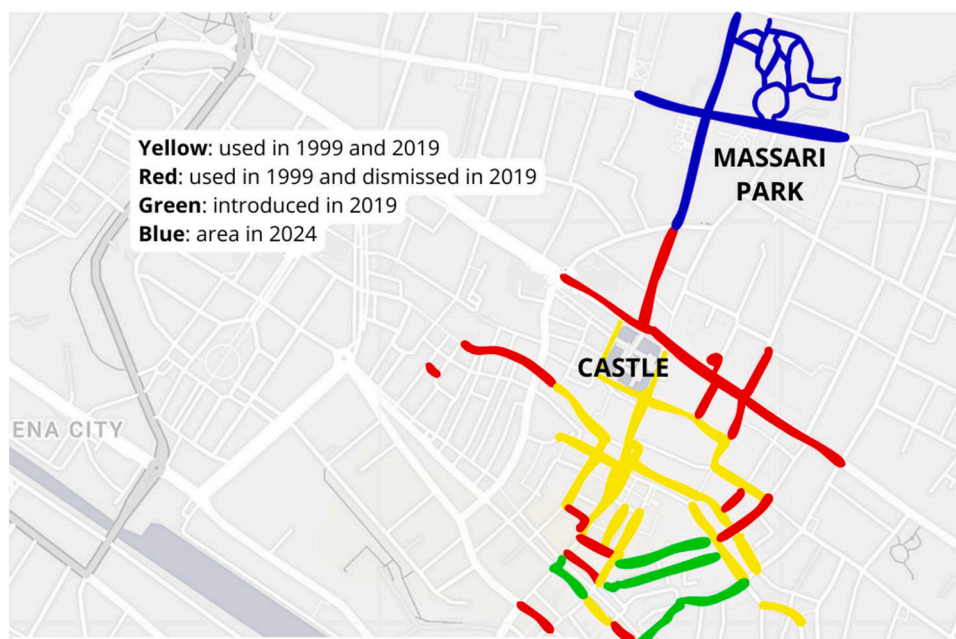 Yellow: used in 1999 and 2019
Red: used in 1999 and dismissed in 2019
Green: introduced in 2019
Blue: area in 2024
MASSARI
PARK
CASTLE
ENA CITY